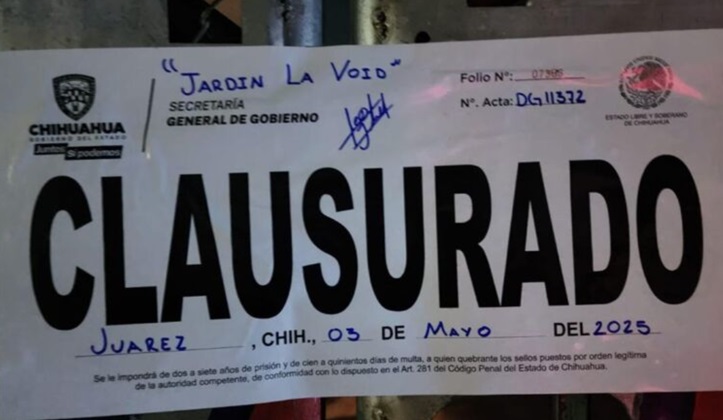 "JARDIN LA VOID"
CHIHUAHUA
GOBIERNO DEL ESTADO
Juntos Sí podemos
SECRETARÍA
GENERAL DE GOBIERNO
Folio N°:
N°. Acta: DG11372
ESTADO LIBRE Y SOBERANO
DE CHIHUAHUA
CLAUSURADO
JUAREZ, CHIH., 03 DE MAYO DEL 2025
Se le impondrá de dos a siete años de prisión y de cien a quinientos días de multa, a quien quebrante los sellos puestos por orden legítima
de la autoridad competente, de conformidad con lo dispuesto en el Art. 281 del Código Penal del Estado de Chihuahua.